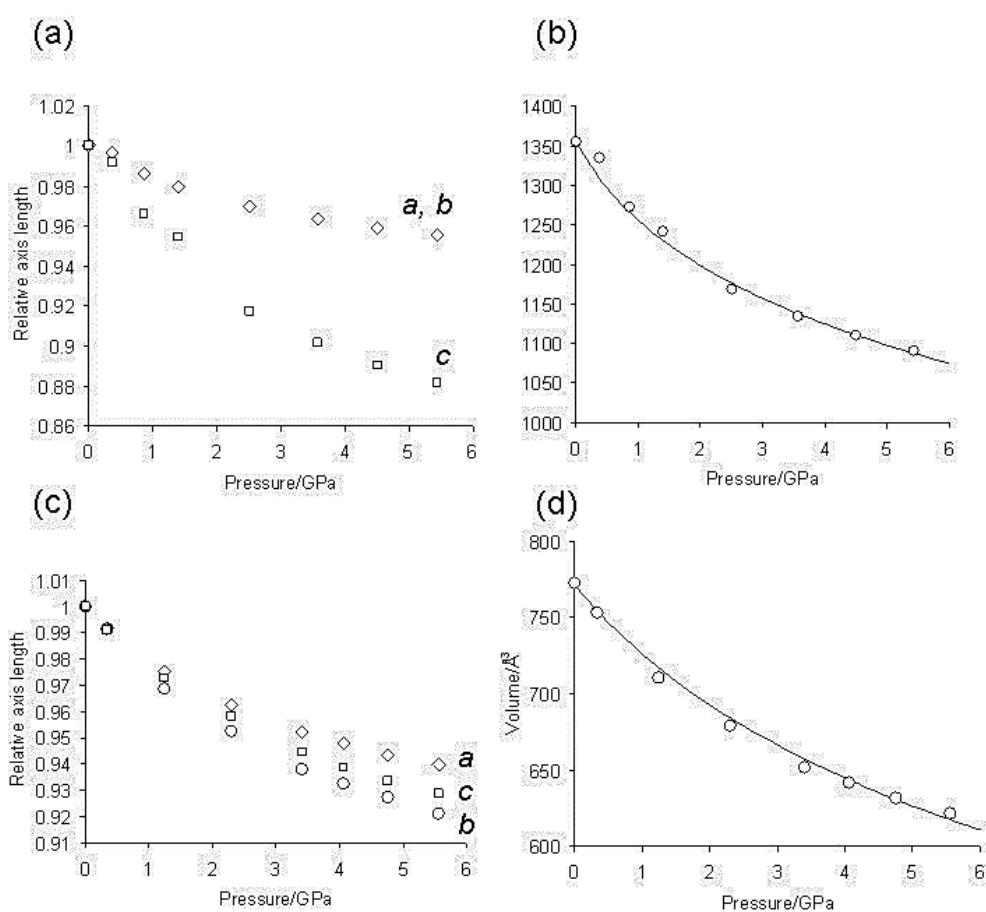 (a)
1.02
1
0.98
0.96
0.94
0.92
0.9
0.88
0.86
Relative axis length
a, b
c
0 1 2 3 4 5 6
Pressure/GPa
(b)
1400
1350
1300
1250
1200
1150
1100
1050
1000
0 1 2 3 4 5 6
Pressure/GPa
(c)
1.01
1
0.99
0.98
0.97
0.96
0.95
0.94
0.93
0.92
0.91
Relative axis length
a
c
b
0 1 2 3 4 5 6
Pressure/GPa
(d)
800
750
700
650
600
Volume/Å³
0 1 2 3 4 5 6
Pressure/GPa